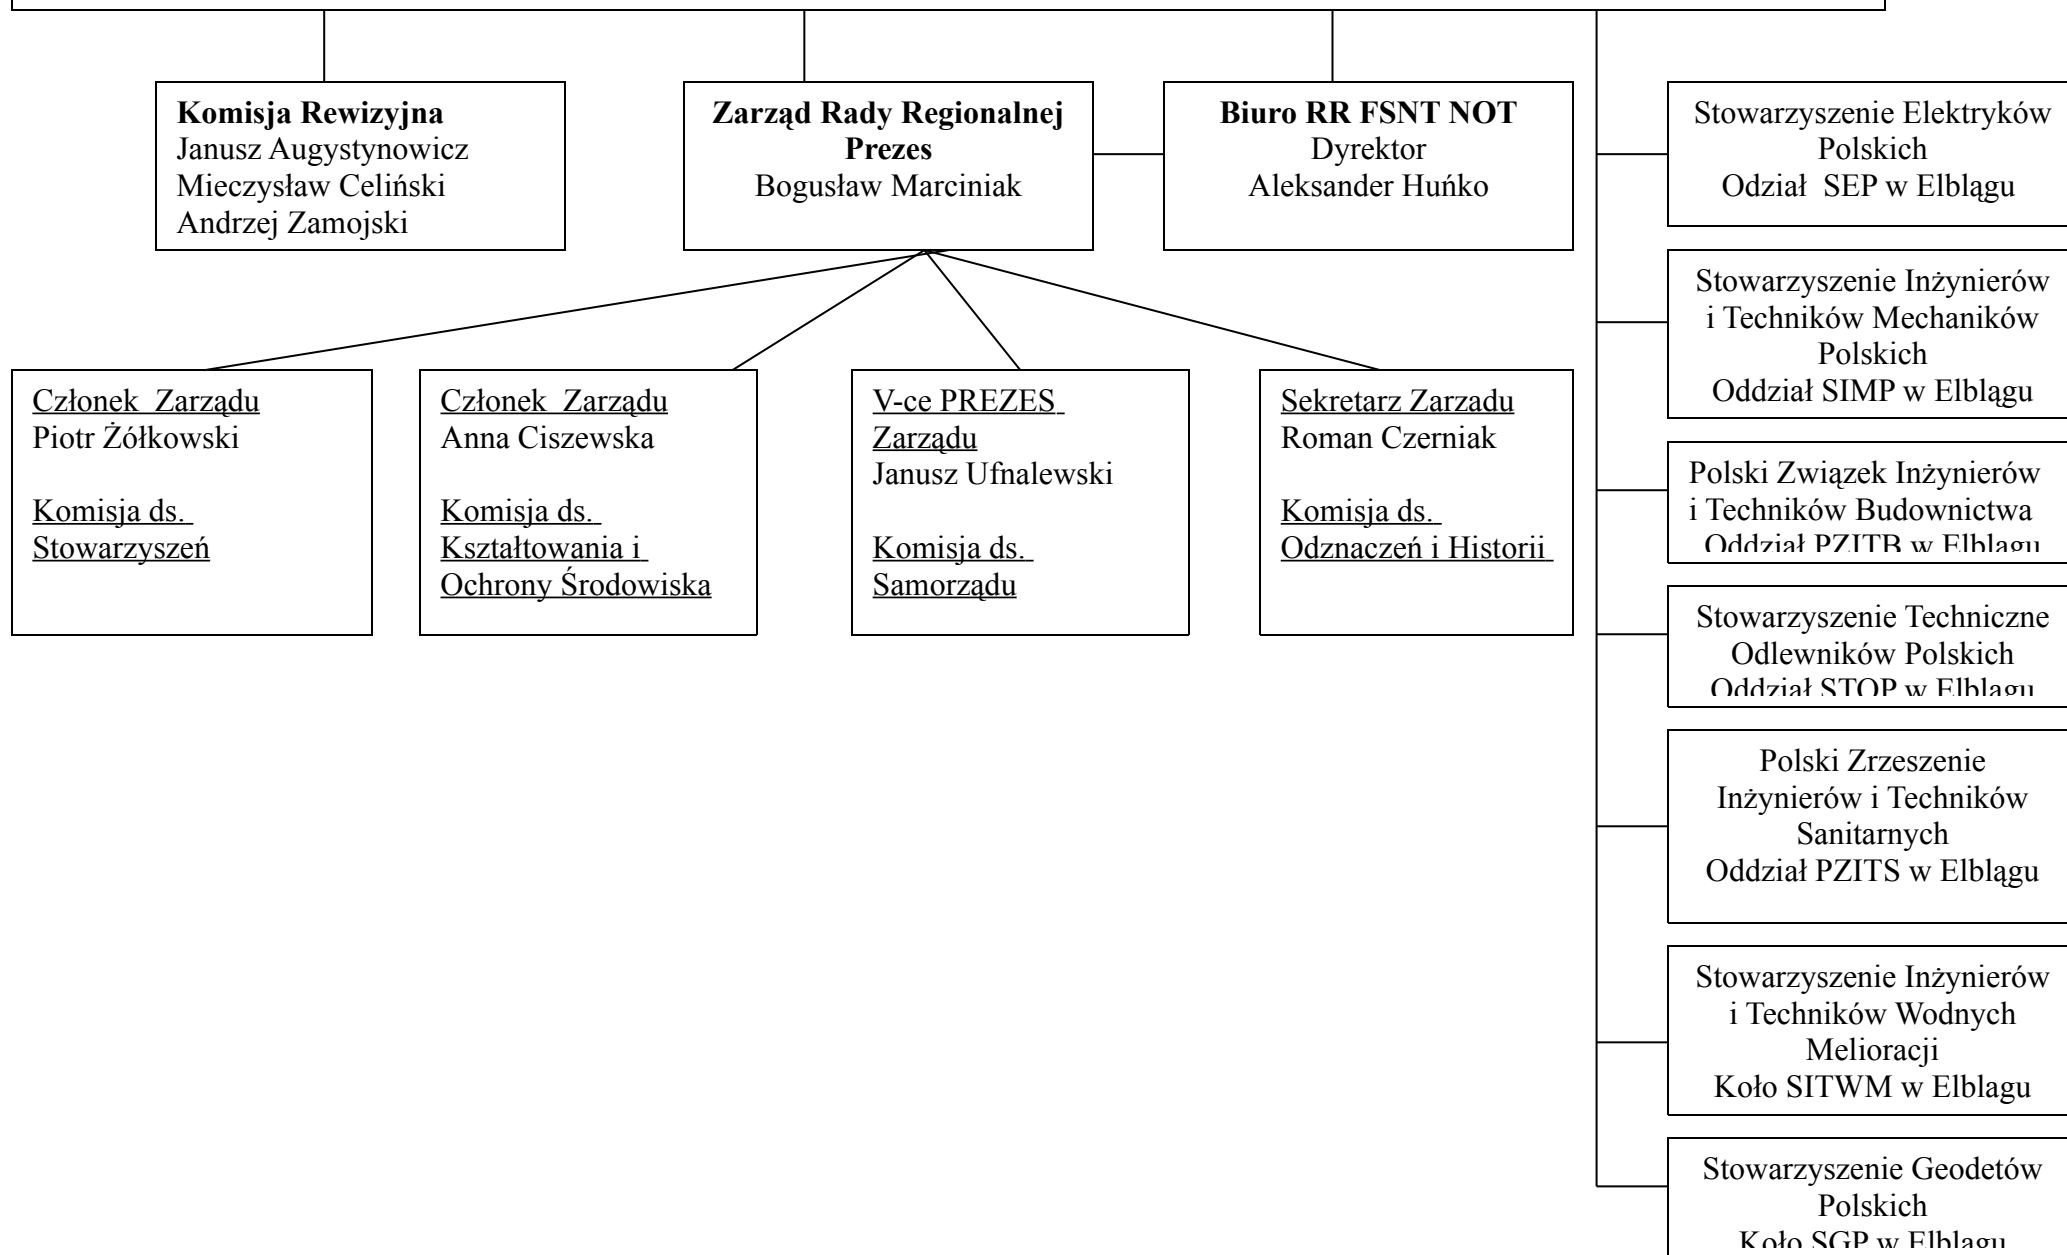 Komisja Rewizyjna
Janusz Augystynowicz
Mieczysław Celiński
Andrzej Zamojski
Zarząd Rady Regionalnej
Prezes
Bogusław Marciniak
Biuro RR FSNT NOT
Dyrektor
Aleksander Huńko
Członek Zarządu
Piotr Żółkowski
Komisja ds.
Stowarzyszeń
Członek Zarządu
Anna Ciszewska
Komisja ds.
Kształtowania i
Ochrony Środowiska
V-ce PREZES
Zarządu
Janusz Ufnalewski
Komisja ds.
Samorządu
Sekretarz Zarzadu
Roman Czerniak
Komisja ds.
Odznaczeń i Historii
Stowarzyszenie Elektryków
Polskich
Odział SEP w Elblągu
Stowarzyszenie Inżynierów
i Techników Mechaników
Polskich
Oddział SIMP w Elblągu
Polski Związek Inżynierów
i Techników Budownictwa
Oddział PZITB w Elblągu
Stowarzyszenie Techniczne
Odlewników Polskich
Oddział STOP w Elblągu
Polski Zrzeszenie
Inżynierów i Techników
Sanitarnych
Oddział PZITS w Elblągu
Stowarzyszenie Inżynierów
i Techników Wodnych
Melioracji
Koło SITWM w Elblagu
Stowarzyszenie Geodetów
Polskich
Koło SGP w Elblagu